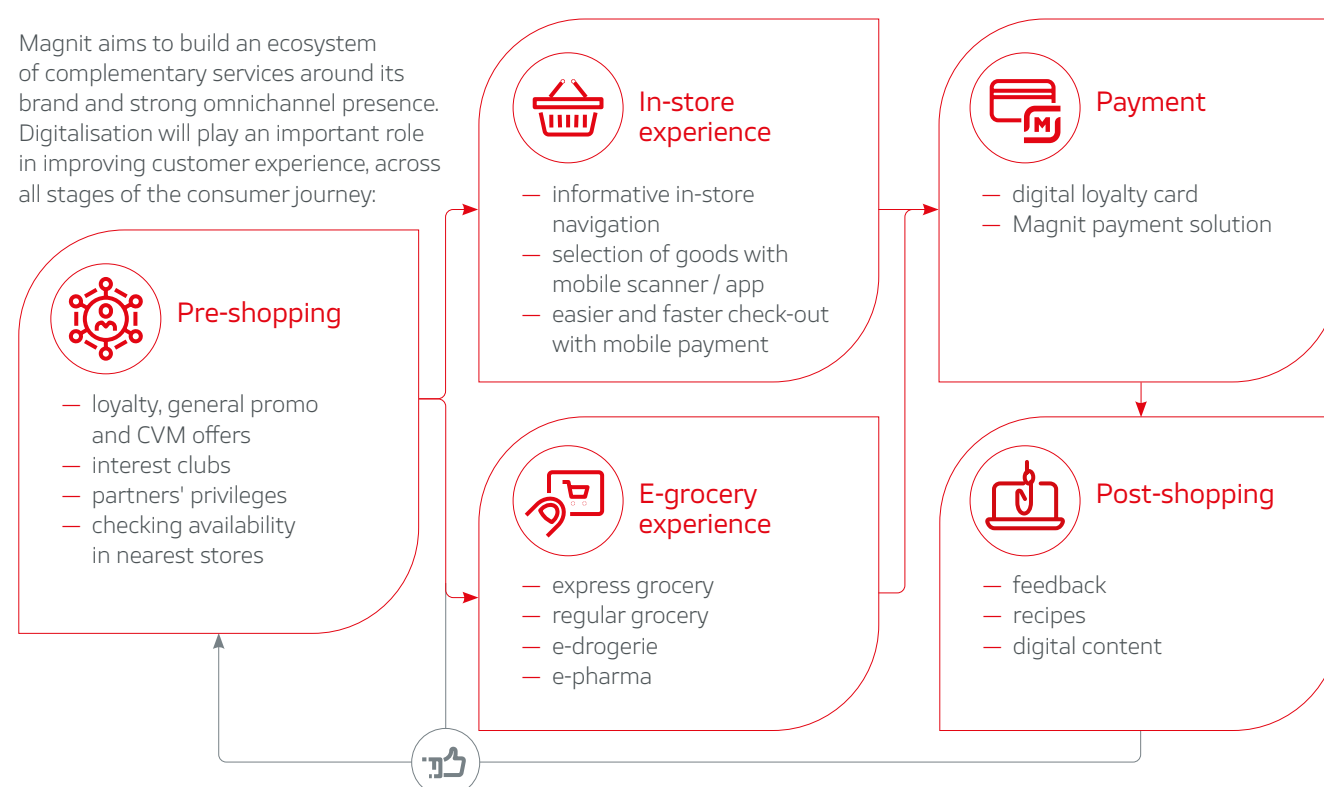 Magnit aims to build an ecosystem
of complementary services around its
brand and strong omnichannel presence.
Digitalisation will play an important role
in improving customer experience, across
all stages of the consumer journey:
Pre-shopping
— loyalty, general promo
and CVM offers
— interest clubs
— partners' privileges
— checking availability
in nearest stores
In-store
experience
— informative in-store
navigation
— selection of goods with
mobile scanner / app
— easier and faster check-out
with mobile payment
E-grocery
experience
— express grocery
— regular grocery
— e-drogerie
— e-pharma
M
Payment
— digital loyalty card
— Magnit payment solution
Post-shopping
— feedback
— recipes
— digital content